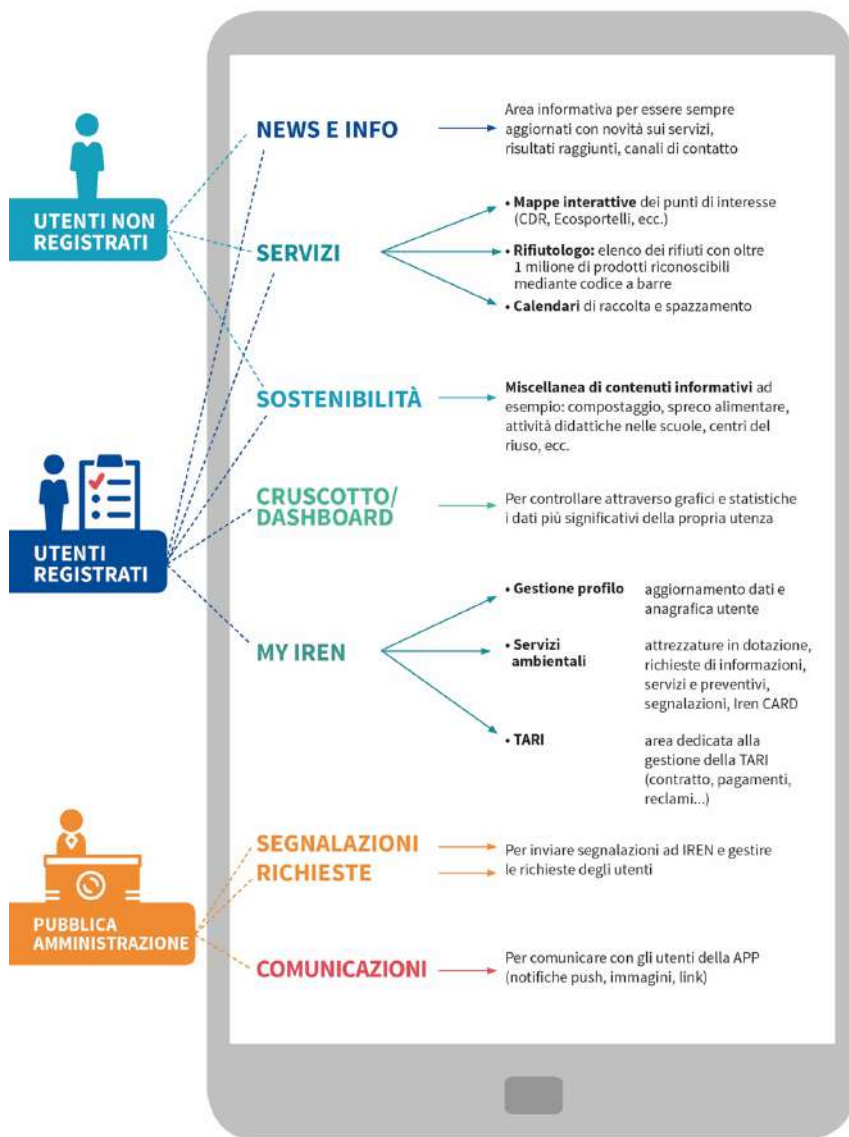 UTENTI NON
REGISTRATI
UTENTI
REGISTRATI
PUBBLICA
AMMINISTRAZIONE
NEWS E INFO
Area informativa per essere sempre
aggiornati con novità sui servizi,
risultati raggiunti, canali di contatto
SERVIZI
• Mappe interattive dei punti di interesse
(CDR, Ecosportelli, ecc.)
• Rifiutologo: elenco dei rifiuti con oltre
1 milione di prodotti riconoscibili
mediante codice a barre
• Calendari di raccolta e spazzamento
SOSTENIBILITÀ
Miscellanea di contenuti informativi ad
esempio: compostaggio, spreco alimentare,
attività didattiche nelle scuole, centri del
riuso, ecc.
CRUSCOTTO/
DASHBOARD
Per controllare attraverso grafici e statistiche
i dati più significativi della propria utenza
MY IREN
• Gestione profilo
aggiornamento dati e
anagrafica utente
• Servizi
ambientali
attrezzature in dotazione,
richieste di informazioni,
servizi e preventivi,
segnalazioni, Iren CARD
• TARI
area dedicata alla
gestione della TARI
(contratto, pagamenti,
reclami...)
SEGNALAZIONI
RICHIESTE
Per inviare segnalazioni ad IREN e gestire
le richieste degli utenti
COMUNICAZIONI
Per comunicare con gli utenti della APP
(notifiche push, immagini, link)